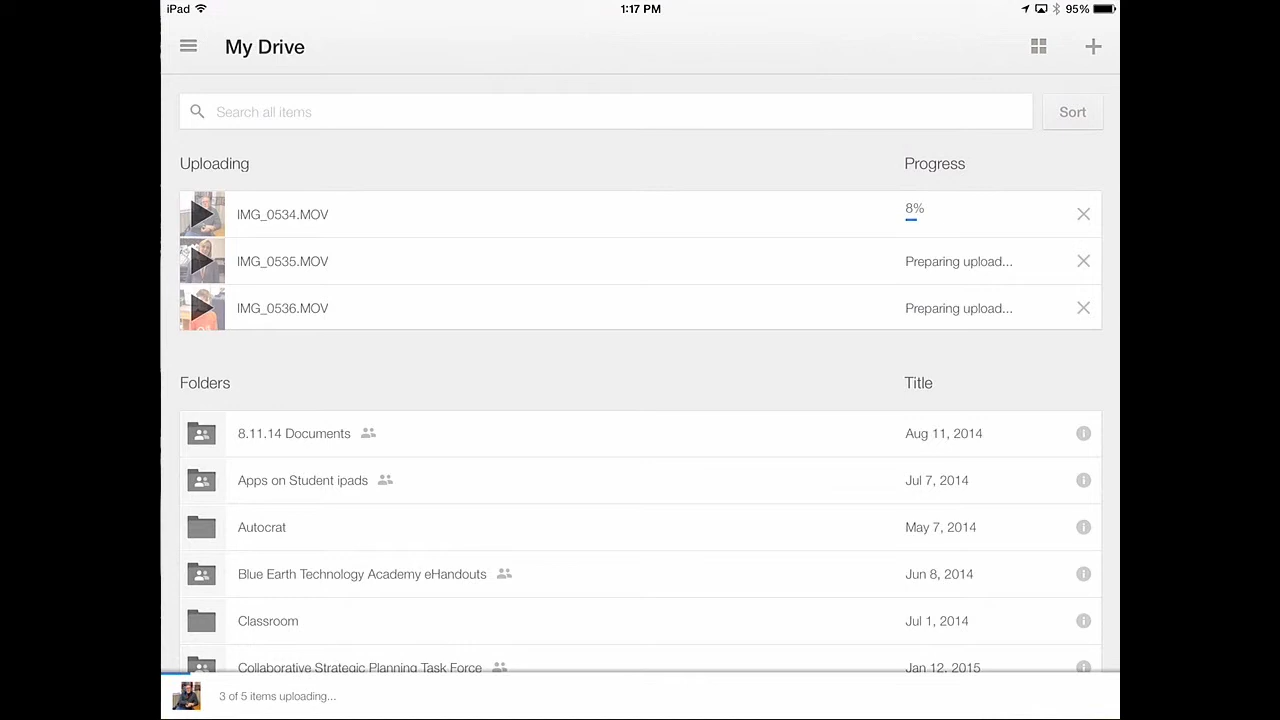 iPad 1:17 PM 95%
My Drive
Search all items Sort
Uploading Progress
IMG_0534.MOV 8%
IMG_0535.MOV Preparing upload...
IMG_0536.MOV Preparing upload...
Folders Title
8.11.14 Documents Aug 11, 2014
Apps on Student ipads Jul 7, 2014
Autocrat May 7, 2014
Blue Earth Technology Academy eHandouts Jun 8, 2014
Classroom Jul 1, 2014
Collaborative Strategic Planning Task Force Jan 12, 2015
3 of 5 items uploading...